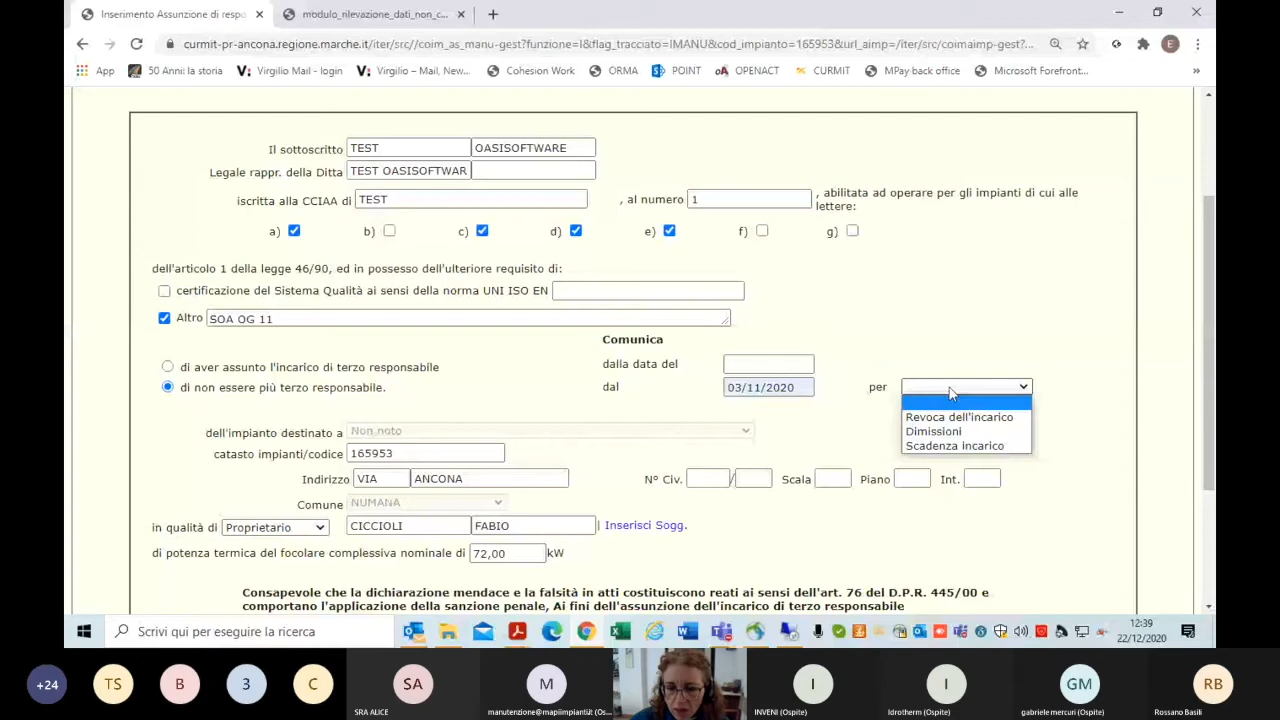 Inserimento Assunzione di respo
modulo_rilevazione_dati_non_c...
curmit-pr-ancona.regione.marche.it/iter/src//coim_as_manu-gest?funzione=I&flag_tracciato=IMANU&cod_impianto=165953&url_aimp=/iter/src/coimaimp-gest?...
E
App 50 Anni: la storia Virgilio Mail - login Virgilio – Mail, New... Cohesion Work ORMA POINT OPENACT CURMIT MPay back office Microsoft Forefront... »
Il sottoscritto TEST OASISOFTWARE
Legale rappr. della Ditta TEST OASISOFTWAR
iscritta alla CCIAA di TEST , al numero 1 , abilitata ad operare per gli impianti di cui alle
lettere:
a) b) c) d) e) f) g)
dell'articolo 1 della legge 46/90, ed in possesso dell'ulteriore requisito di:
certificazione del Sistema Qualità ai sensi della norma UNI ISO EN
Altro SOA OG 11
Comunica
di aver assunto l'incarico di terzo responsabile dalla data del
di non essere più terzo responsabile. dal 03/11/2020 per
Revoca dell'incarico
Dimissioni
Scadenza incarico
dell'impianto destinato a Non noto
catasto impianti/codice 165953
Indirizzo VIA ANCONA N° Civ. / Scala Piano Int.
Comune NUMANA
in qualità di Proprietario CICCIOLI FABIO | Inserisci Sogg.
di potenza termica del focolare complessiva nominale di 72,00 kW
Consapevole che la dichiarazione mendace e la falsità in atti costituiscono reati ai sensi dell'art. 76 del D.P.R. 445/00 e
comportano l'applicazione della sanzione penale, Ai fini dell'assunzione dell'incarico di terzo responsabile
Scrivi qui per eseguire la ricerca
12:39
22/12/2020
+24 TS B 3 C SA M I I GM RB
SRA ALICE manutenzione@mapiimpianti.it (Os... INVENI (Ospite) Idrotherm (Ospite) gabriele mercuri (Ospite) Rossano Basili